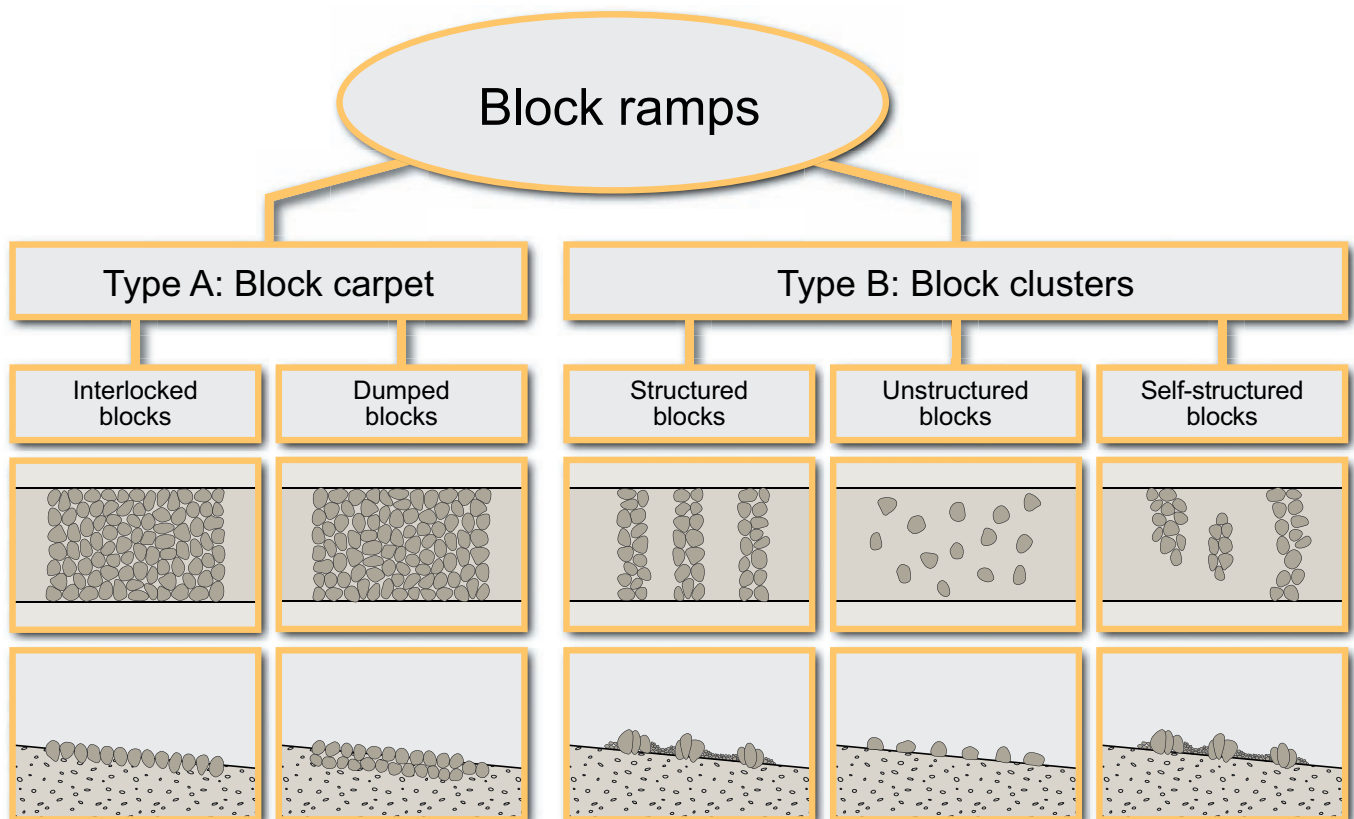 Block ramps
Type A: Block carpet
Type B: Block clusters
Interlocked
blocks
Dumped
blocks
Structured
blocks
Unstructured
blocks
Self-structured
blocks